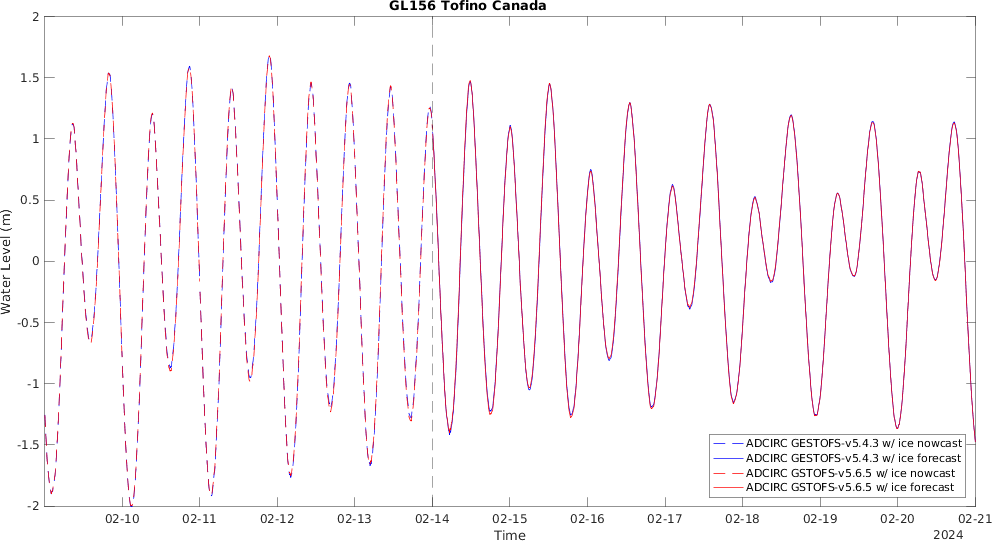 GL156 Tofino Canada
2
1.5
1
0.5
0
-0.5
-1
-1.5
-2
Water Level (m)
ADCIRC GESTOFS-v5.4.3 w/ ice nowcast
ADCIRC GESTOFS-v5.4.3 w/ ice forecast
ADCIRC GSTOFS-v5.6.5 w/ ice nowcast
ADCIRC GSTOFS-v5.6.5 w/ ice forecast
02-10 02-11 02-12 02-13 02-14 02-15 02-16 02-17 02-18 02-19 02-20 02-21
Time
2024